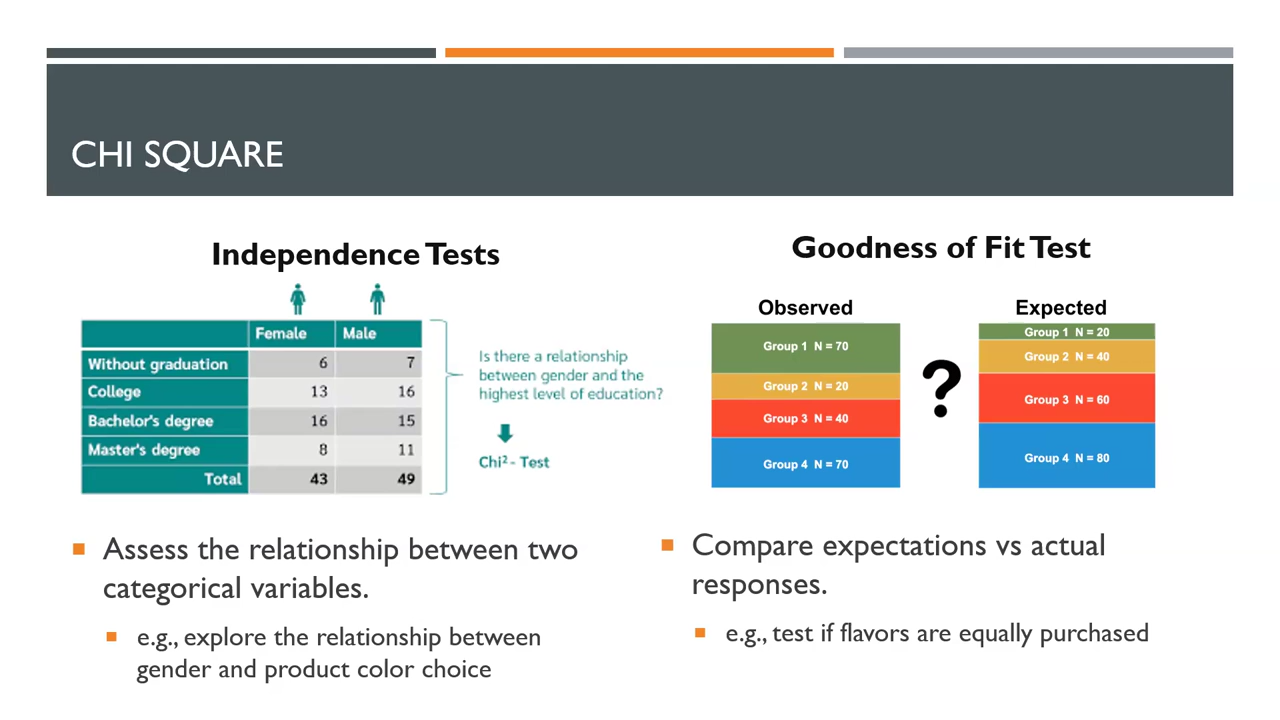 CHI SQUARE
Independence Tests
Female Male
Without graduation 6 7
College 13 16
Bachelor's degree 16 15
Master's degree 8 11
Total 43 49
Is there a relationship
between gender and the
highest level of education?
Chi² - Test
Assess the relationship between two
categorical variables.
e.g., explore the relationship between
gender and product color choice
Goodness of Fit Test
Observed
Group 1 N = 70
Group 2 N = 20
Group 3 N = 40
Group 4 N = 70
?
Expected
Group 1 N = 20
Group 2 N = 40
Group 3 N = 60
Group 4 N = 80
Compare expectations vs actual
responses.
e.g., test if flavors are equally purchased